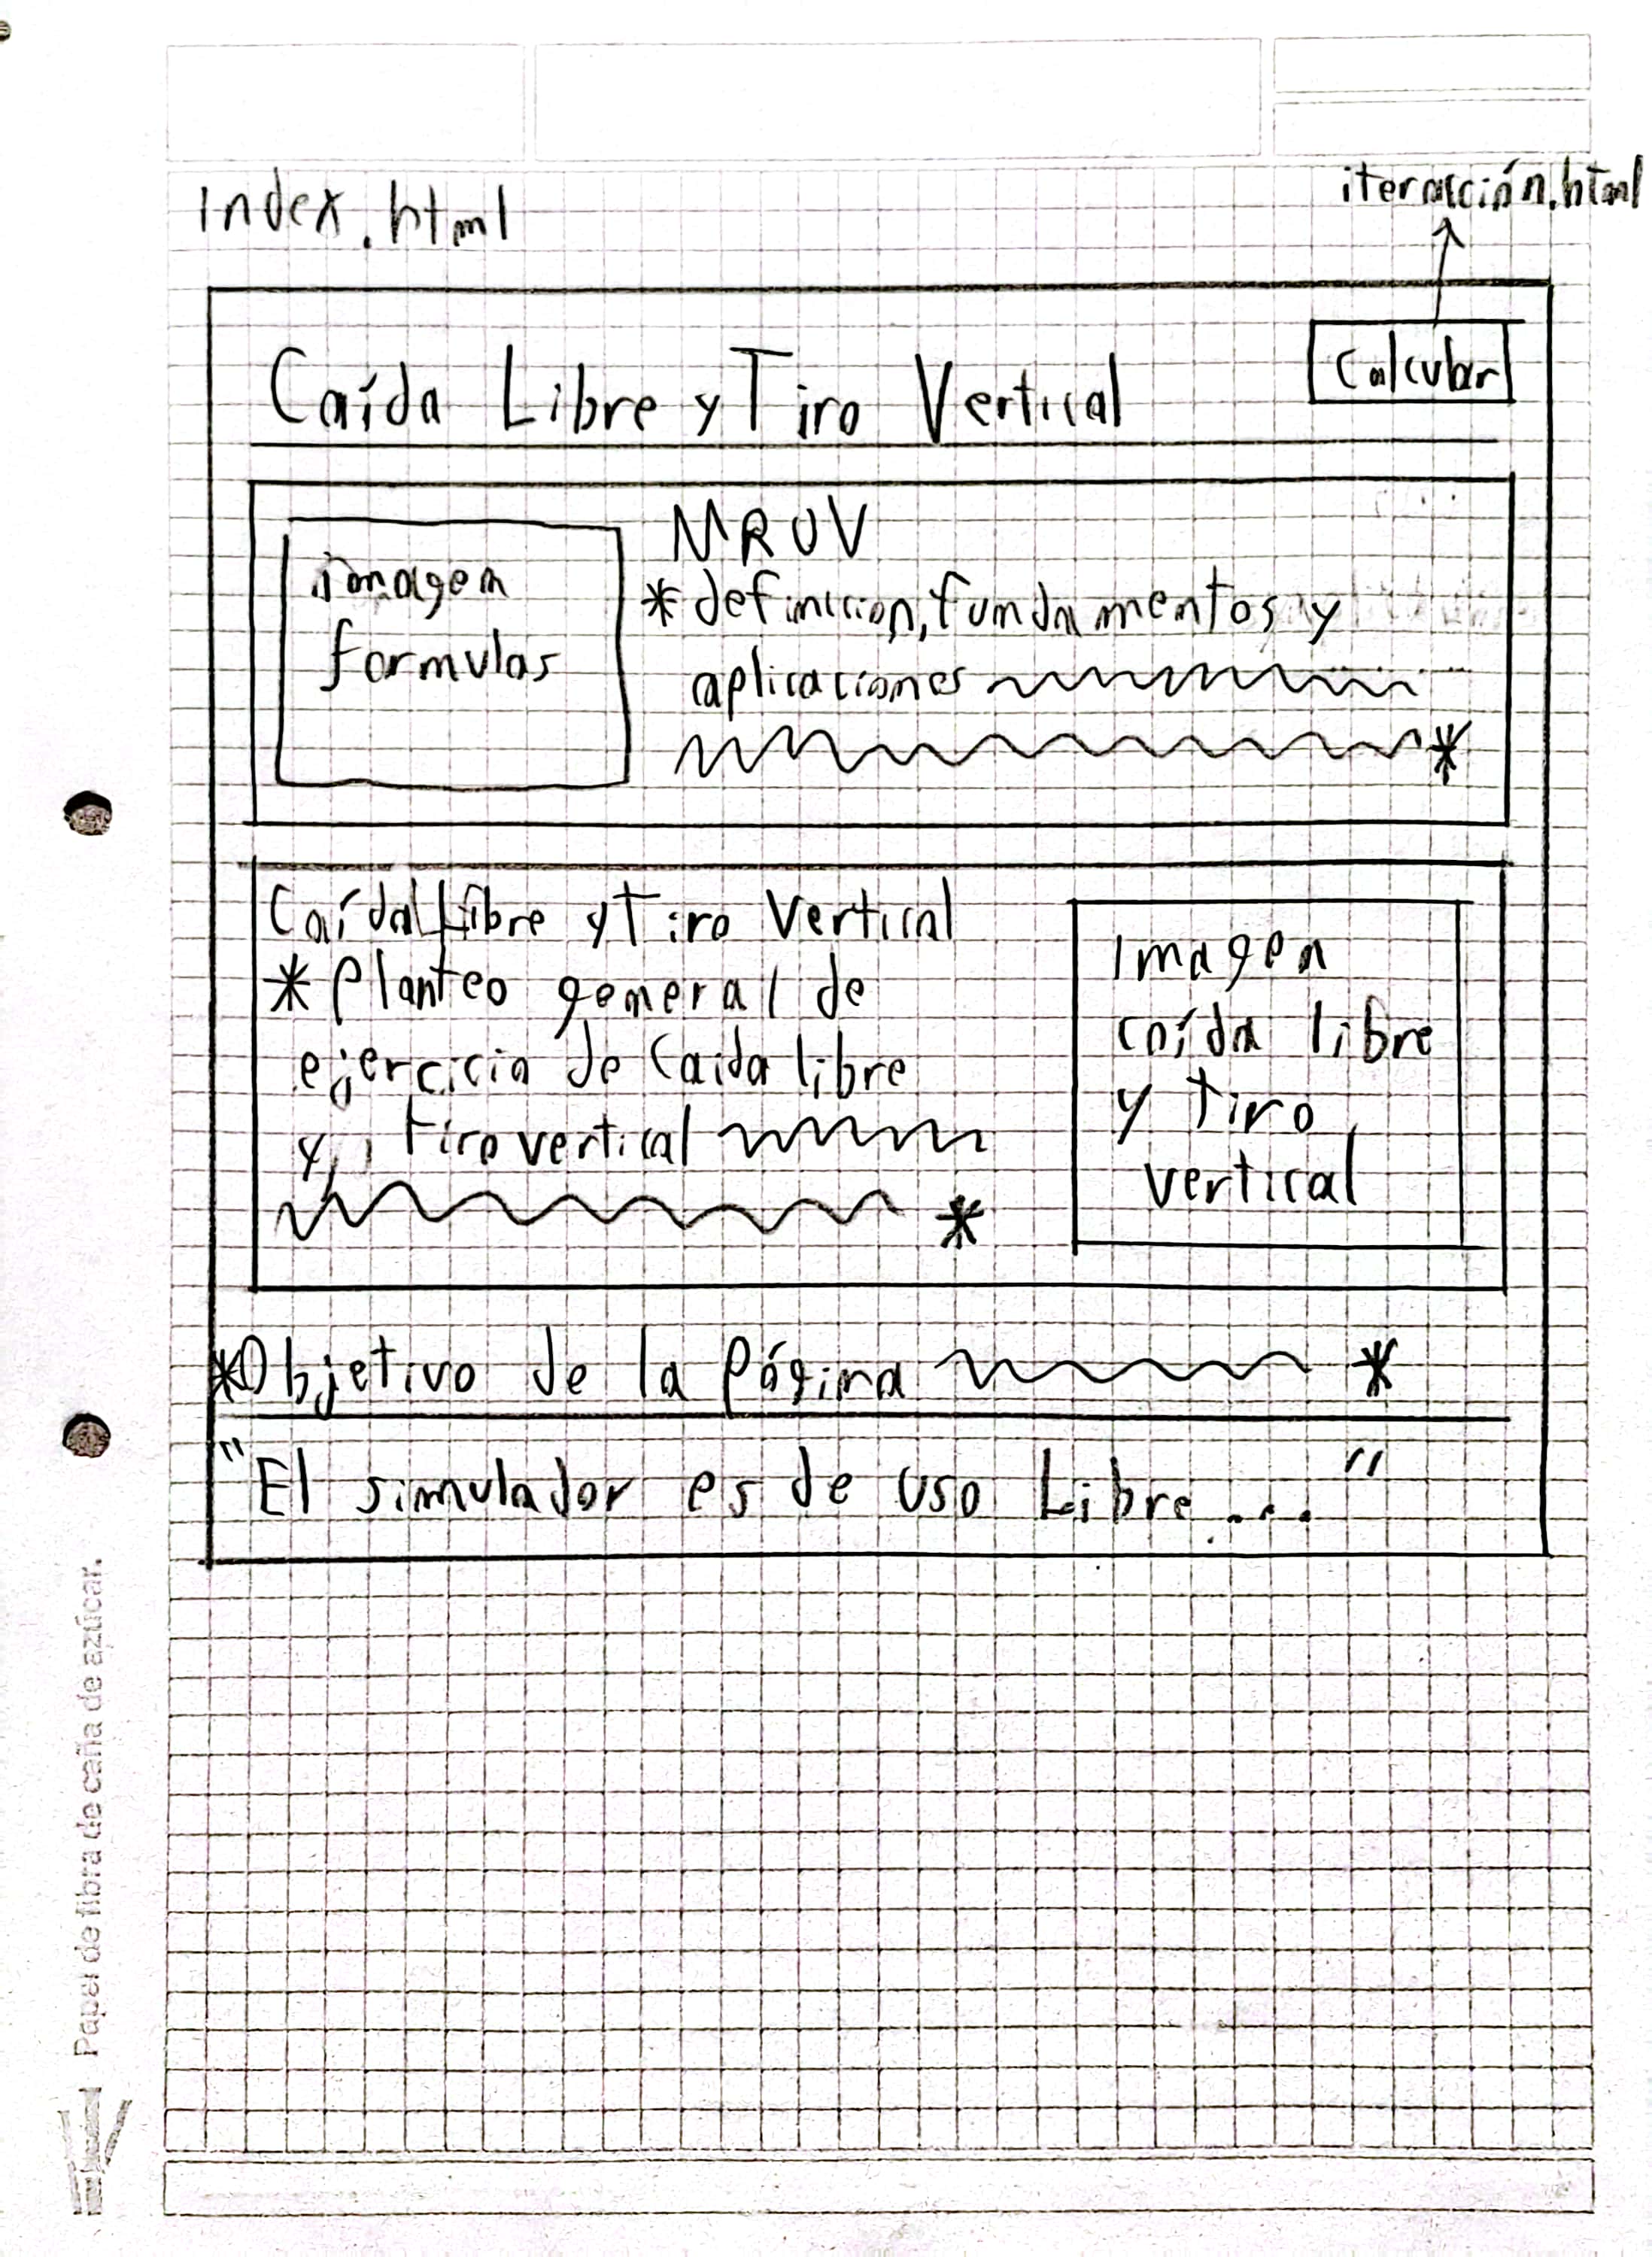 Index.html
iteracción.html
Caída Libre y Tiro Vertical
Calcular
imagen
formulas
MRUV
* definicion, fundamentos y
aplicaciones
*
Caída Libre y Tiro Vertical
* Planteo general de
ejercicio de Caida libre
y, tiro vertical
*
Imagen
caída libre
y tiro
vertical
*Objetivo de la Página *
"El simulador es de uso Libre..."
Papel de fibra de caña de azúcar.